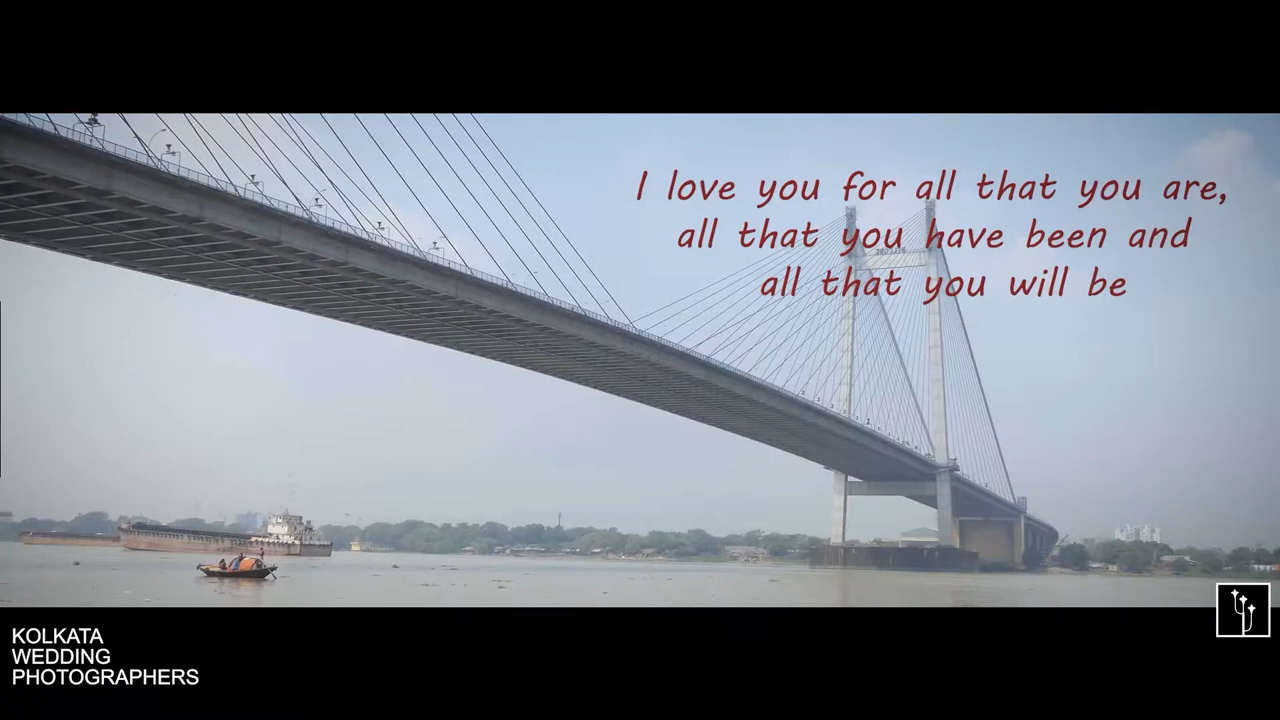 I love you for all that you are,
all that you have been and
all that you will be
KOLKATA
WEDDING
PHOTOGRAPHERS